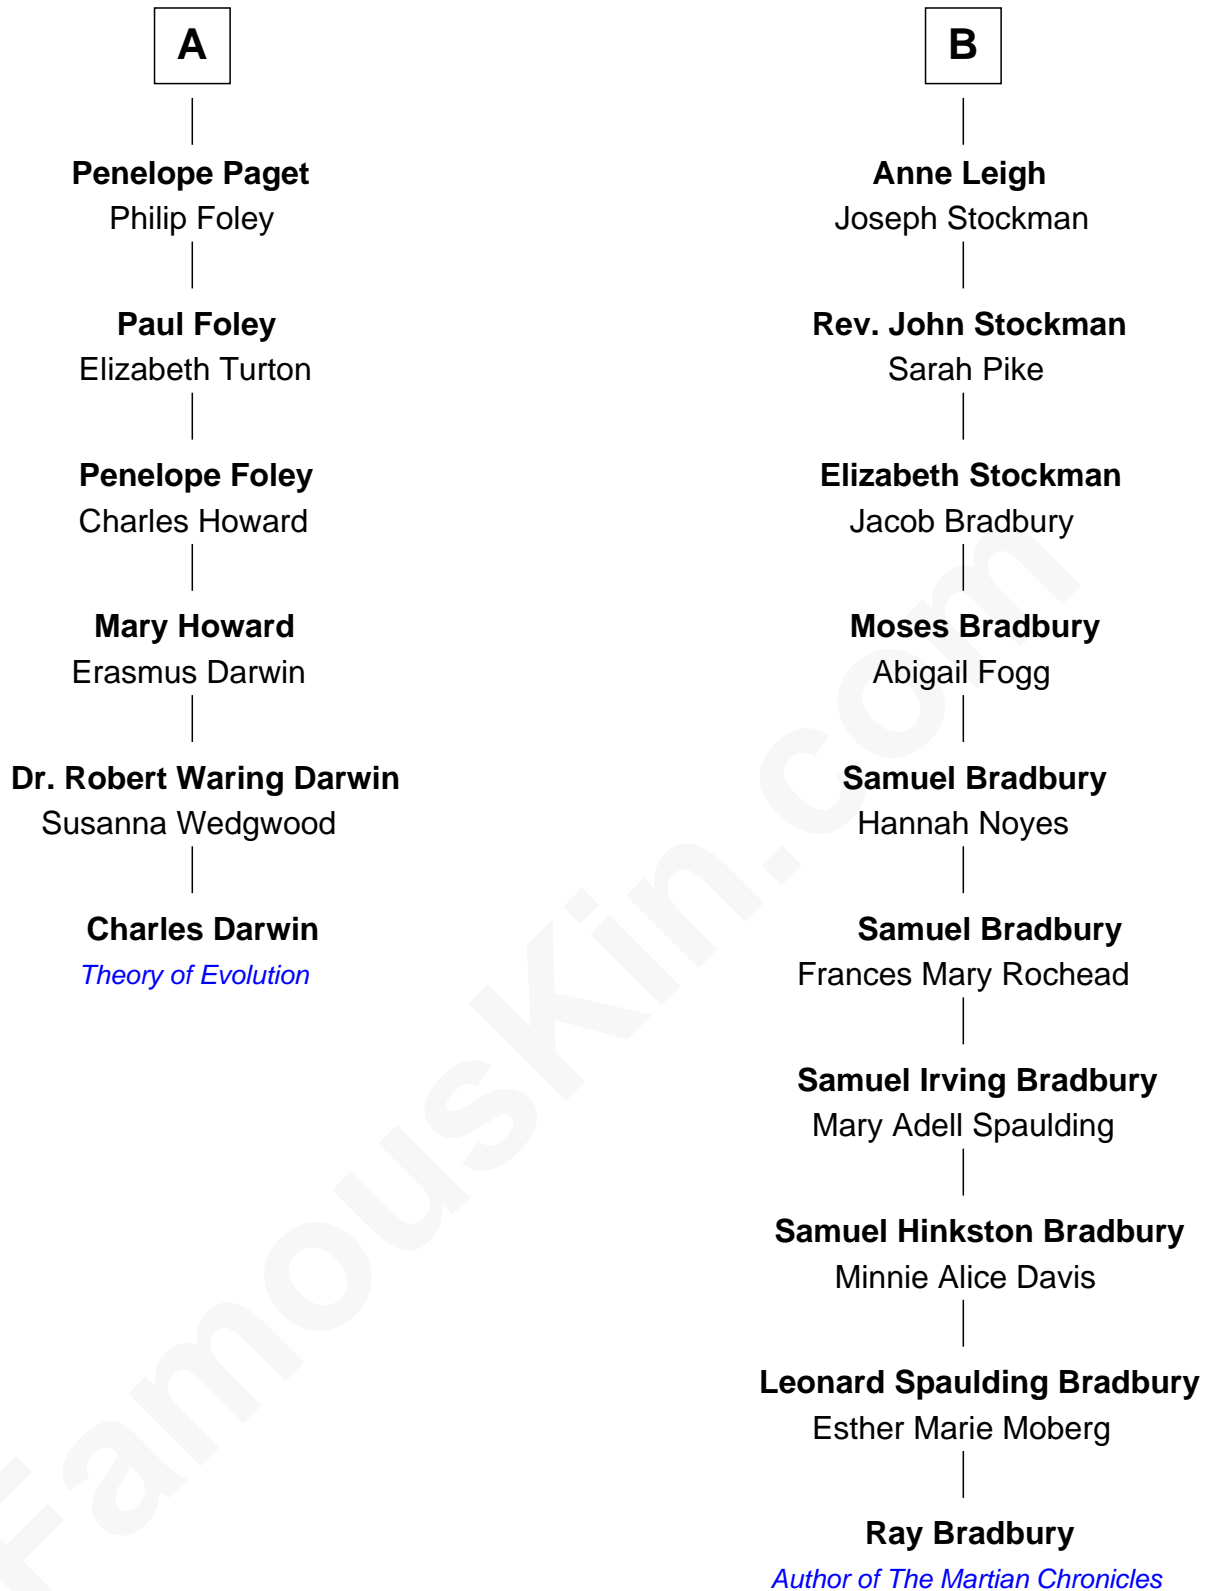 A
Penelope Paget
Philip Foley
Paul Foley
Elizabeth Turton
Penelope Foley
Charles Howard
Mary Howard
Erasmus Darwin
Dr. Robert Waring Darwin
Susanna Wedgwood
Charles Darwin
Theory of Evolution
B
Anne Leigh
Joseph Stockman
Rev. John Stockman
Sarah Pike
Elizabeth Stockman
Jacob Bradbury
Moses Bradbury
Abigail Fogg
Samuel Bradbury
Hannah Noyes
Samuel Bradbury
Frances Mary Rochead
Samuel Irving Bradbury
Mary Adell Spaulding
Samuel Hinkston Bradbury
Minnie Alice Davis
Leonard Spaulding Bradbury
Esther Marie Moberg
Ray Bradbury
Author of The Martian Chronicles
FamousKin.com